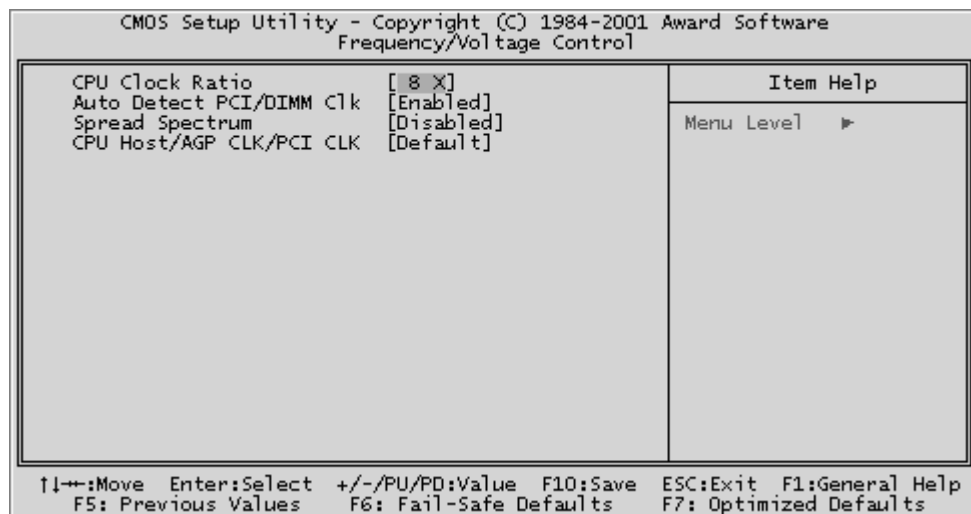 CMOS Setup Utility - Copyright (C) 1984-2001 Award Software
Frequency/Voltage Control
CPU Clock Ratio [ 8 X]
Auto Detect PCI/DIMM Clk [Enabled]
Spread Spectrum [Disabled]
CPU Host/AGP CLK/PCI CLK [Default]
Item Help
Menu Level ►
↑↓→←:Move Enter:Select +/-/PU/PD:Value F10:Save ESC:Exit F1:General Help
F5: Previous Values F6: Fail-Safe Defaults F7: Optimized Defaults